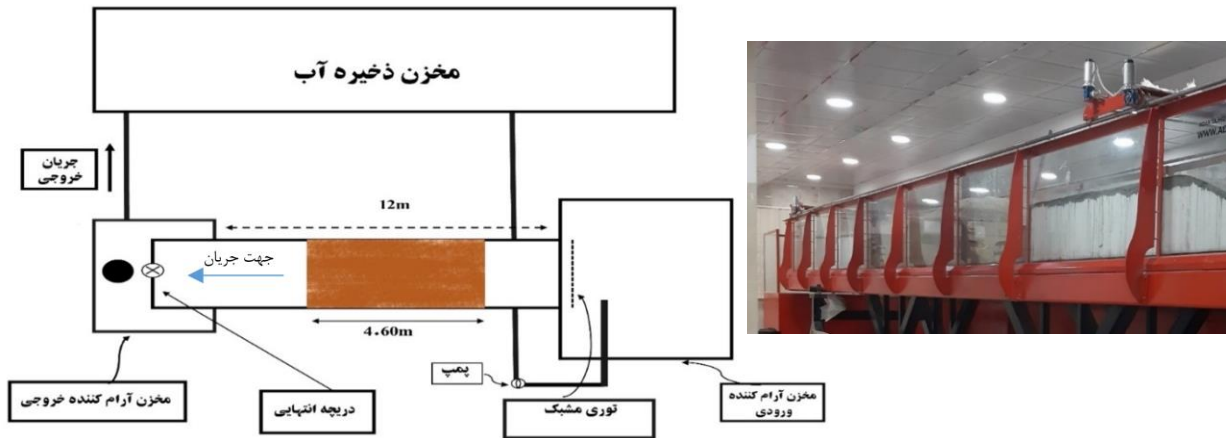 مخزن ذخیره آب
جریان
خروجی
12m
جهت جریان
4.60m
پمپ
مخزن آرام کننده
ورودی
مخزن آرام کننده خروجی
دریچه انتهایی
توری مشبک